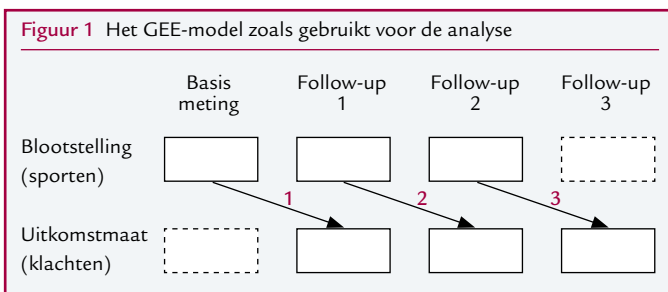 Figuur 1 Het GEE-model zoals gebruikt voor de analyse
Basis meting
Follow-up 1
Follow-up 2
Follow-up 3
Blootstelling
(sporten)
1
2
3
Uitkomstmaat
(klachten)